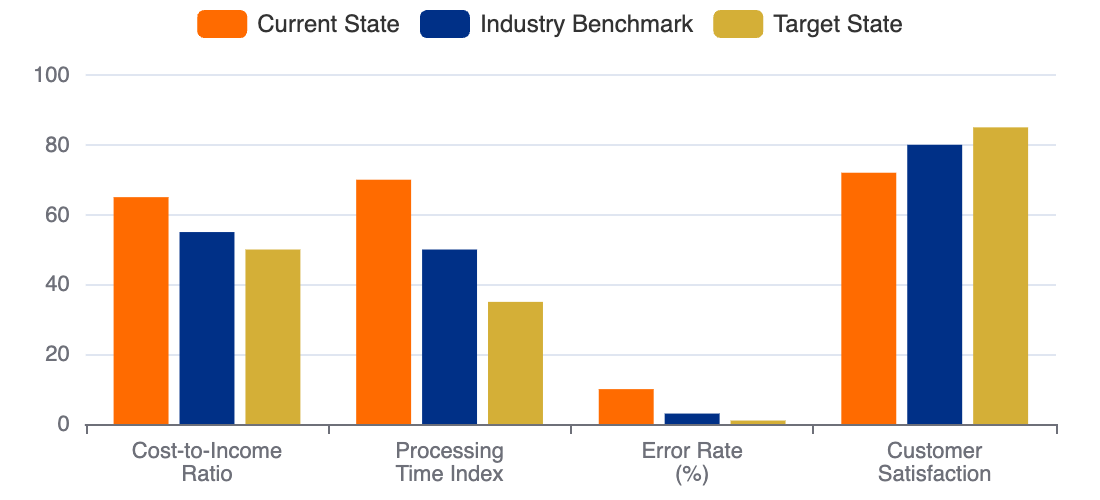 Current State Industry Benchmark Target State
100
80
60
40
20
0
Cost-to-Income
Ratio
Processing
Time Index
Error Rate
(%)
Customer
Satisfaction